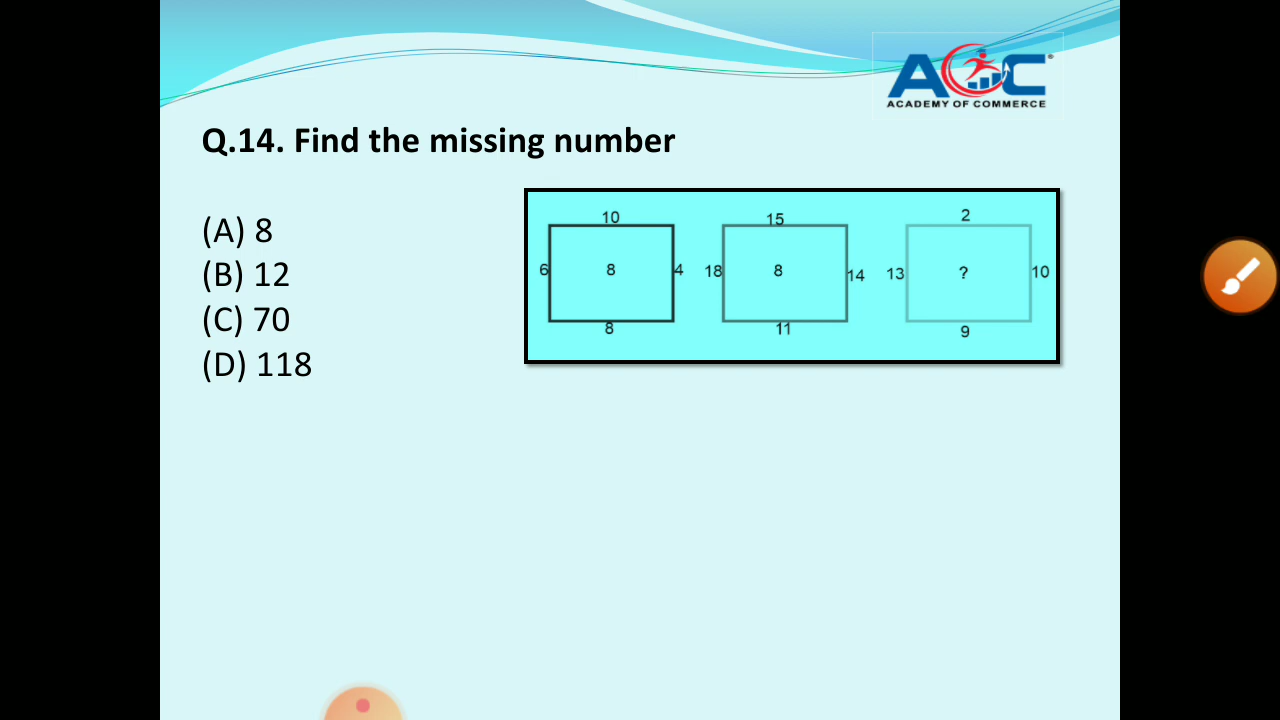 AOC®
ACADEMY OF COMMERCE
Q.14. Find the missing number
(A) 8
(B) 12
(C) 70
(D) 118
10
6 8 4
8
15
18 8 14
11
2
13 ? 10
9